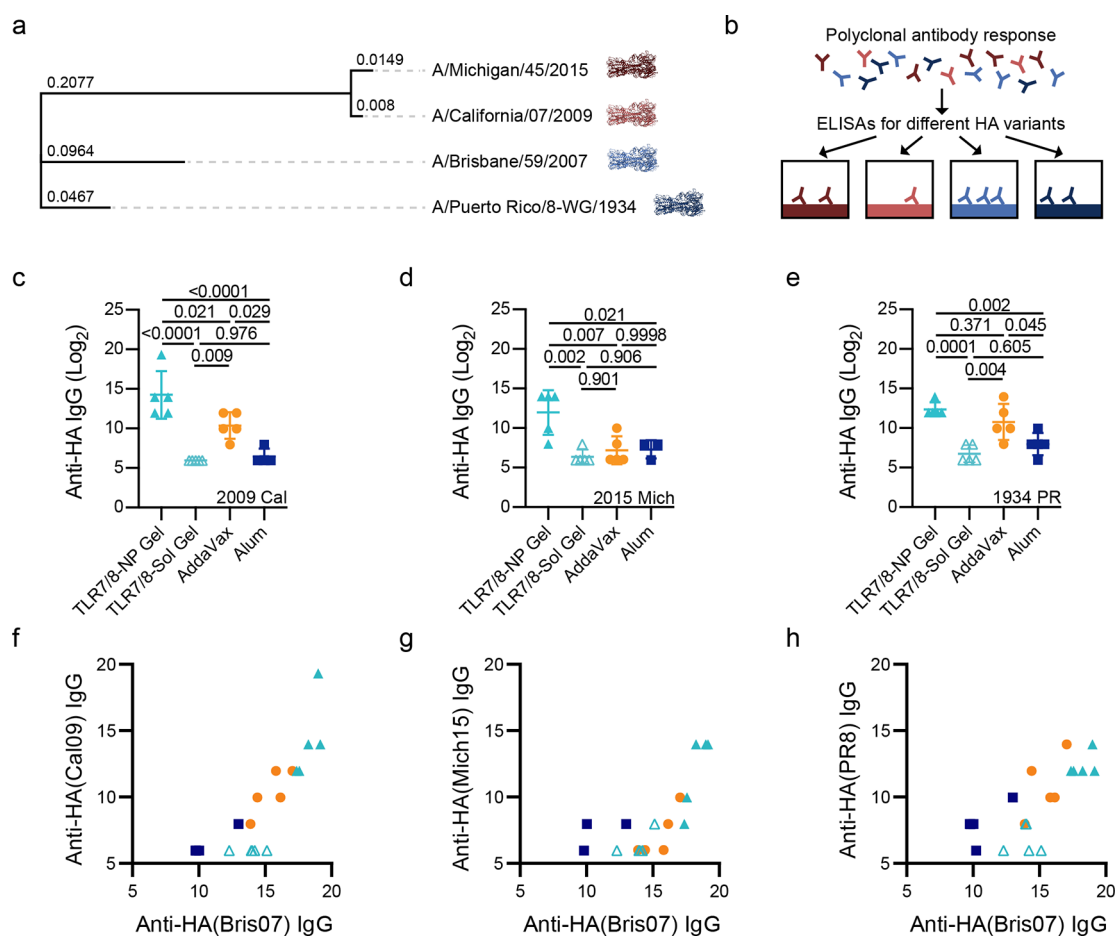 a
0.0149
A/Michigan/45/2015
0.2077
0.008
A/California/07/2009
0.0964
A/Brisbane/59/2007
0.0467
A/Puerto Rico/8-WG/1934
b
Polyclonal antibody response
ELISAs for different HA variants
c
Anti-HA IgG (Log2)
25
20
15
10
5
0
<0.0001
0.021 0.029
<0.0001 0.976
0.009
2009 Cal
TLR7/8-NP Gel
TLR7/8-Sol Gel
AddaVax
Alum
d
Anti-HA IgG (Log2)
25
20
15
10
5
0
0.021
0.007 0.9998
0.002 0.906
0.901
2015 Mich
TLR7/8-NP Gel
TLR7/8-Sol Gel
AddaVax
Alum
e
Anti-HA IgG (Log2)
25
20
15
10
5
0
0.002
0.371 0.045
0.0001 0.605
0.004
1934 PR
TLR7/8-NP Gel
TLR7/8-Sol Gel
AddaVax
Alum
f
Anti-HA(Cal09) IgG
20
15
10
5
5 10 15 20
Anti-HA(Bris07) IgG
g
Anti-HA(Mich15) IgG
20
15
10
5
5 10 15 20
Anti-HA(Bris07) IgG
h
Anti-HA(PR8) IgG
20
15
10
5
5 10 15 20
Anti-HA(Bris07) IgG